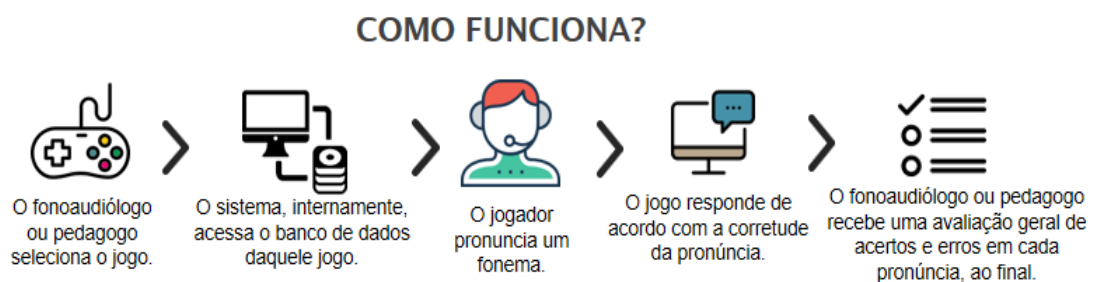 COMO FUNCIONA?
O fonoaudiólogo
ou pedagogo
seleciona o jogo.
O sistema, internamente,
acessa o banco de dados
daquele jogo.
O jogador
pronuncia um
fonema.
O jogo responde de
acordo com a corretude
da pronúncia.
O fonoaudiólogo ou pedagogo
recebe uma avaliação geral de
acertos e erros em cada
pronúncia, ao final.